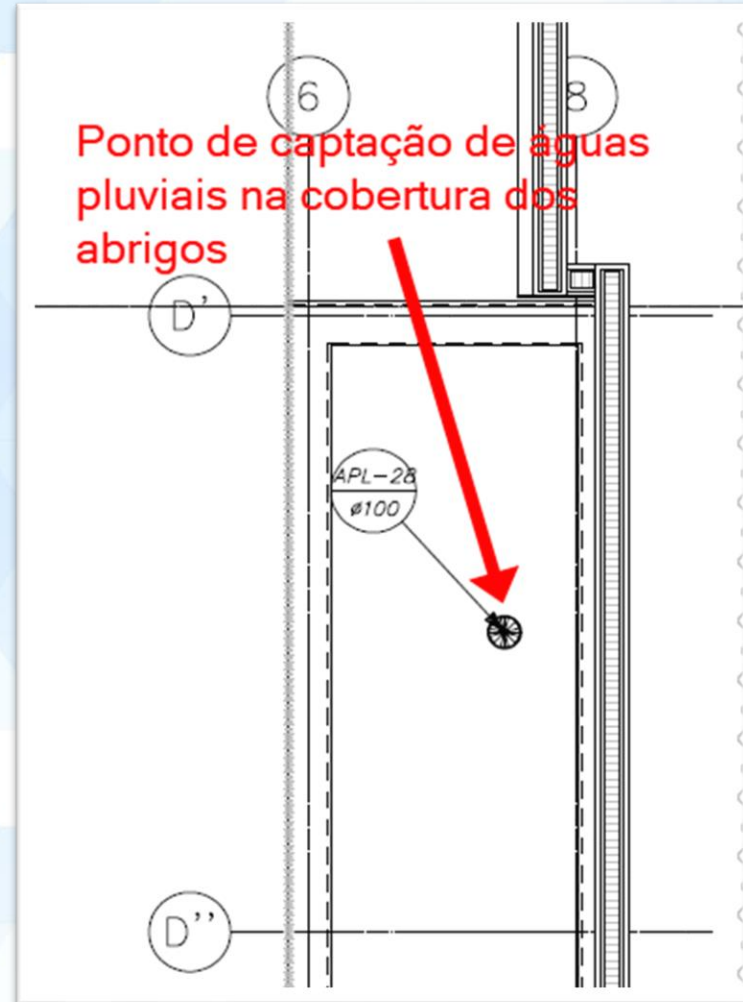 6
8
Ponto de captação de águas
pluviais na cobertura dos
abrigos
D'
APL-28
ø100
D''